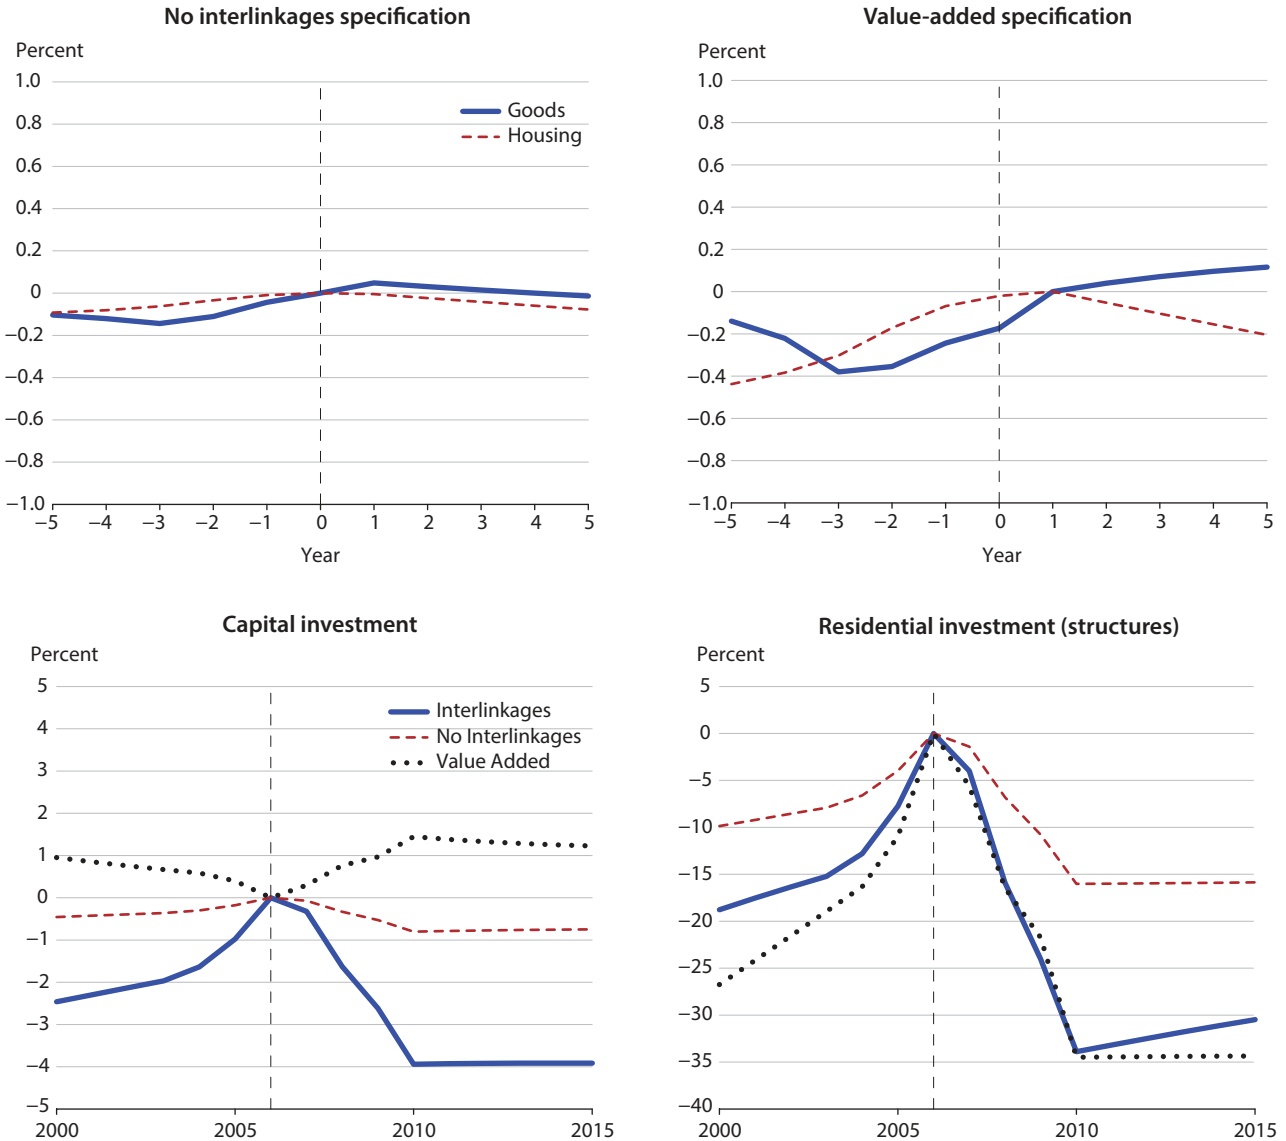 No interlinkages specification
Percent
1.0
0.8
0.6
0.4
0.2
0
−0.2
−0.4
−0.6
−0.8
−1.0
Goods
Housing
−5 −4 −3 −2 −1 0 1 2 3 4 5
Year
Value-added specification
Percent
1.0
0.8
0.6
0.4
0.2
0
−0.2
−0.4
−0.6
−0.8
−1.0
−5 −4 −3 −2 −1 0 1 2 3 4 5
Year
Capital investment
Percent
5
4
3
2
1
0
−1
−2
−3
−4
−5
Interlinkages
No Interlinkages
Value Added
2000 2005 2010 2015
Residential investment (structures)
Percent
5
0
−5
−10
−15
−20
−25
−30
−35
−40
2000 2005 2010 2015